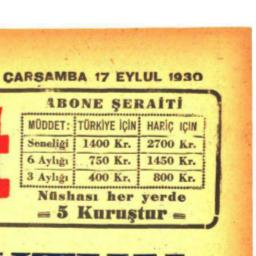 ÇARŞAMBA 17 EYLUL 1930
ABONE ŞERAİTİ
MÜDDET: TÜRKİYE İÇİN HARİÇ İÇİN
Seneliği 1400 Kr. 2700 Kr.
6 Aylığı 750 Kr. 1450 Kr.
3 Aylığı 400 Kr. 800 Kr.
Nüshası her yerde
= 5 Kuruştur =